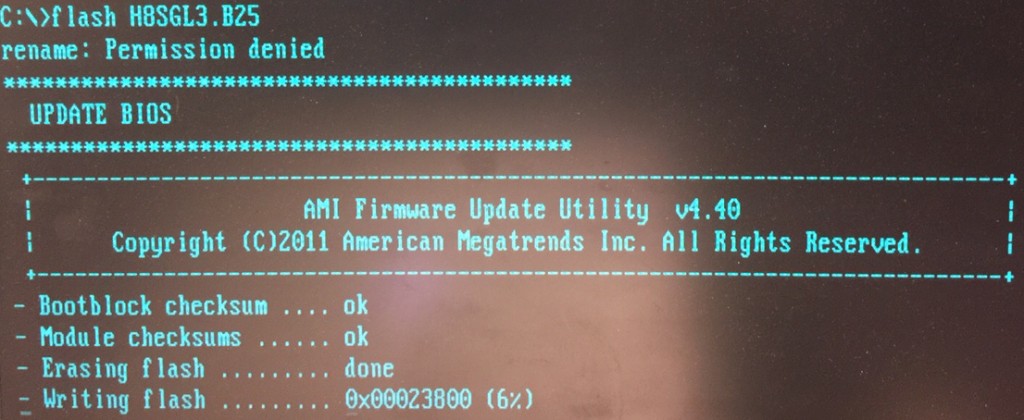 C:\>flash H8SGL3.B25
rename: Permission denied
********************************************
UPDATE BIOS
********************************************
+---------------------------------------------------------------------------+
| AMI Firmware Update Utility v4.40 |
| Copyright (C)2011 American Megatrends Inc. All Rights Reserved. |
+---------------------------------------------------------------------------+
- Bootblock checksum .... ok
- Module checksums ...... ok
- Erasing flash ......... done
- Writing flash ......... 0x00023800 (6%)